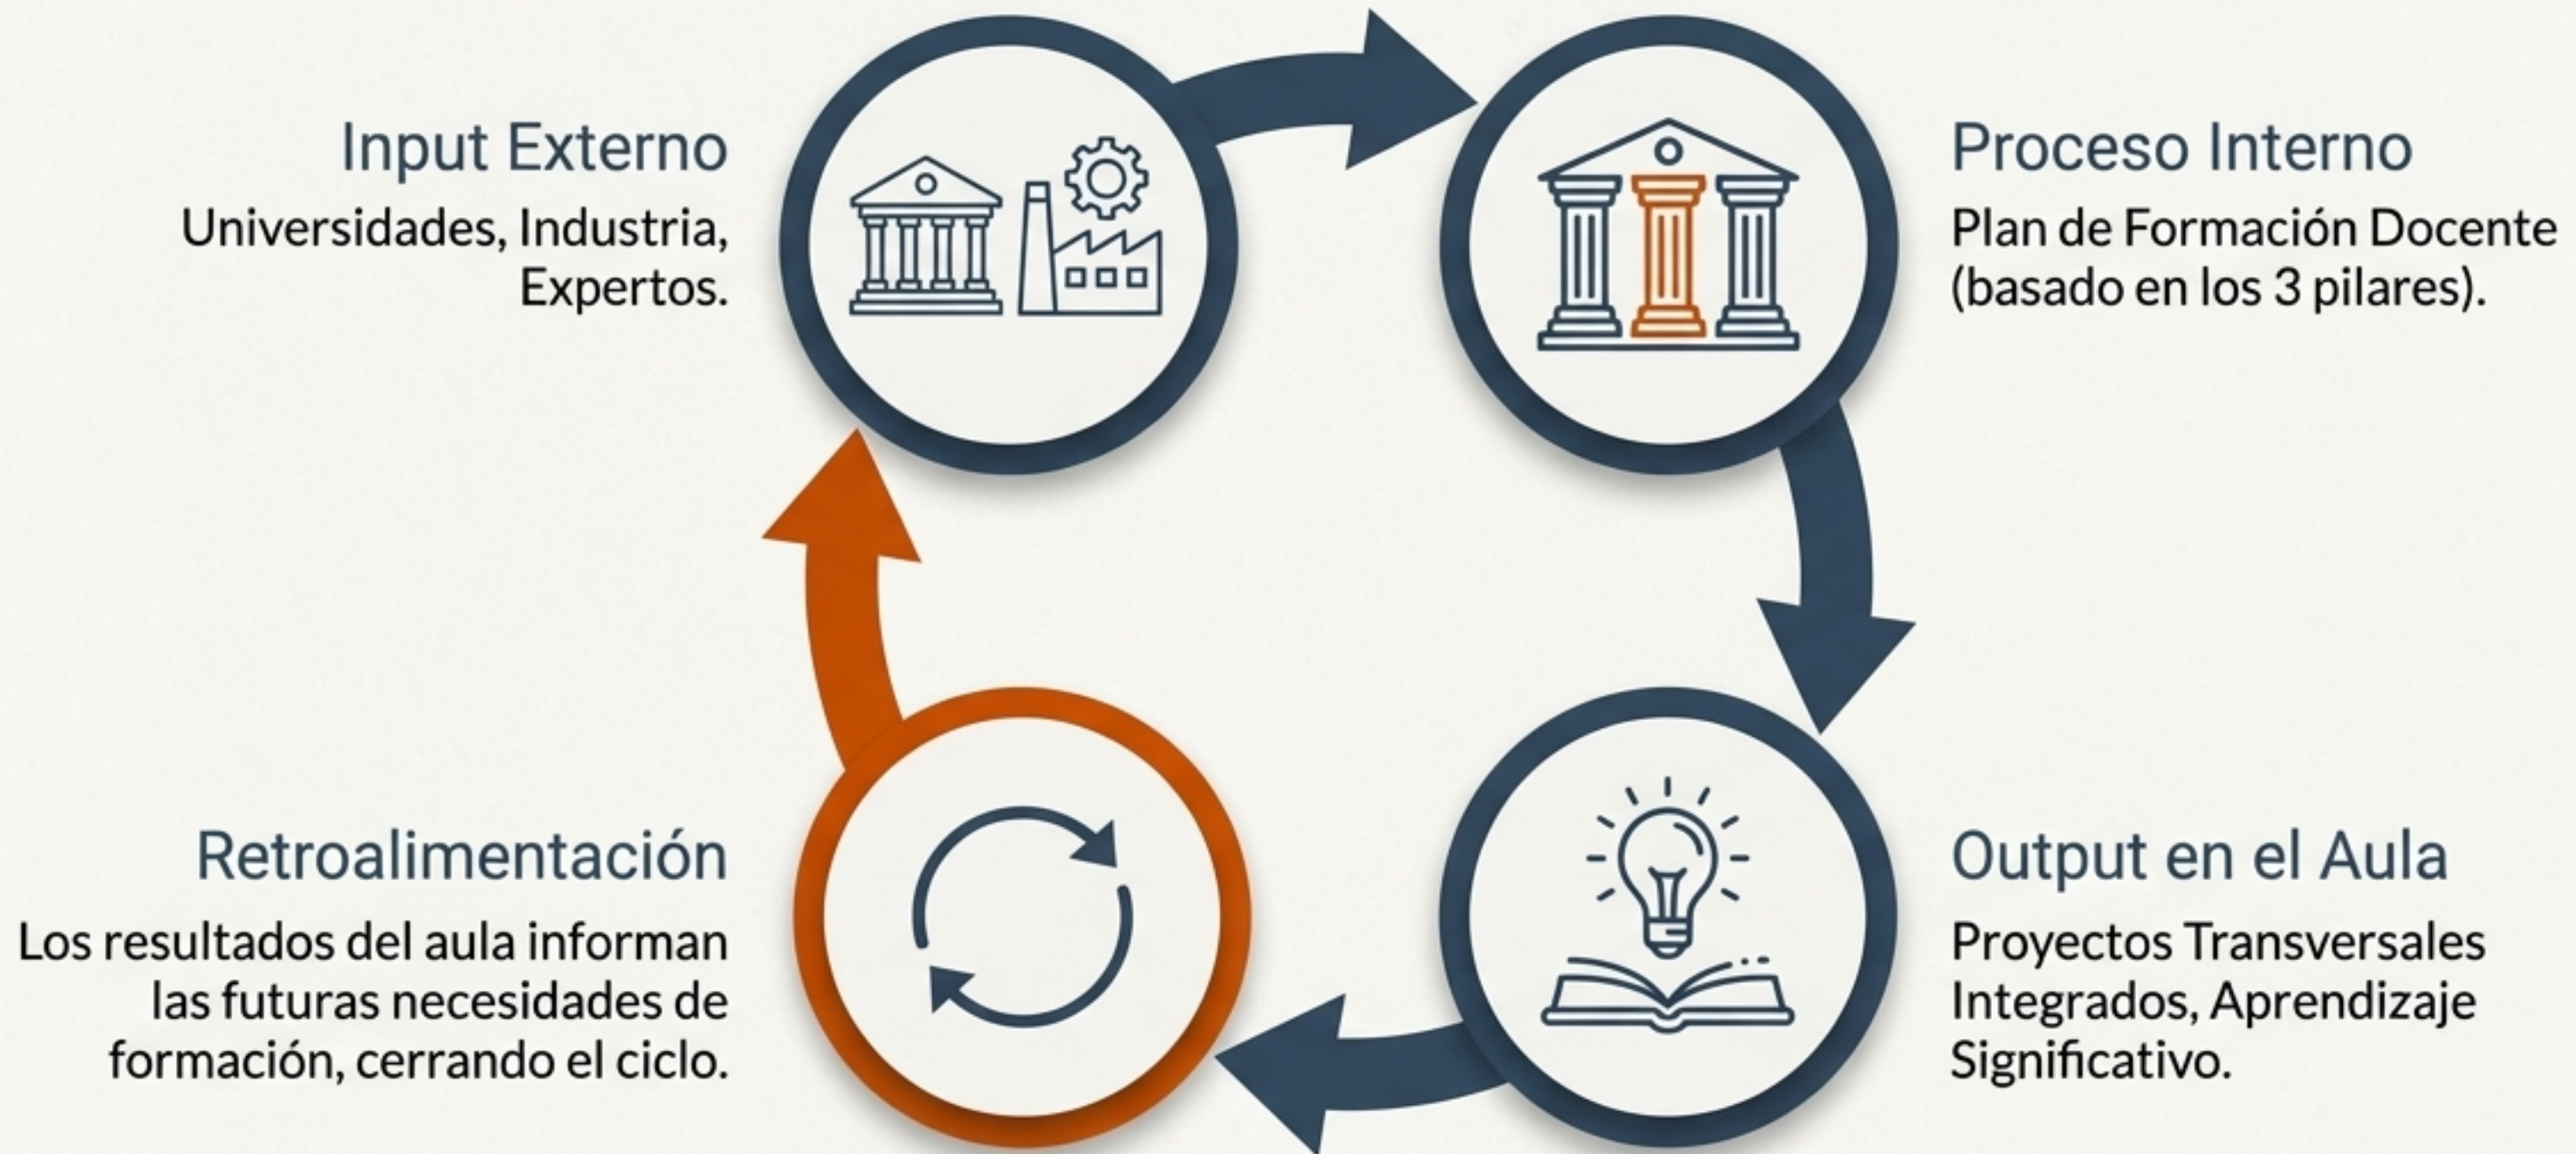 Input Externo
Universidades, Industria,
Expertos.
Proceso Interno
Plan de Formación Docente
(basado en los 3 pilares).
Retroalimentación
Los resultados del aula informan
las futuras necesidades de
formación, cerrando el ciclo.
Output en el Aula
Proyectos Transversales
Integrados, Aprendizaje
Significativo.